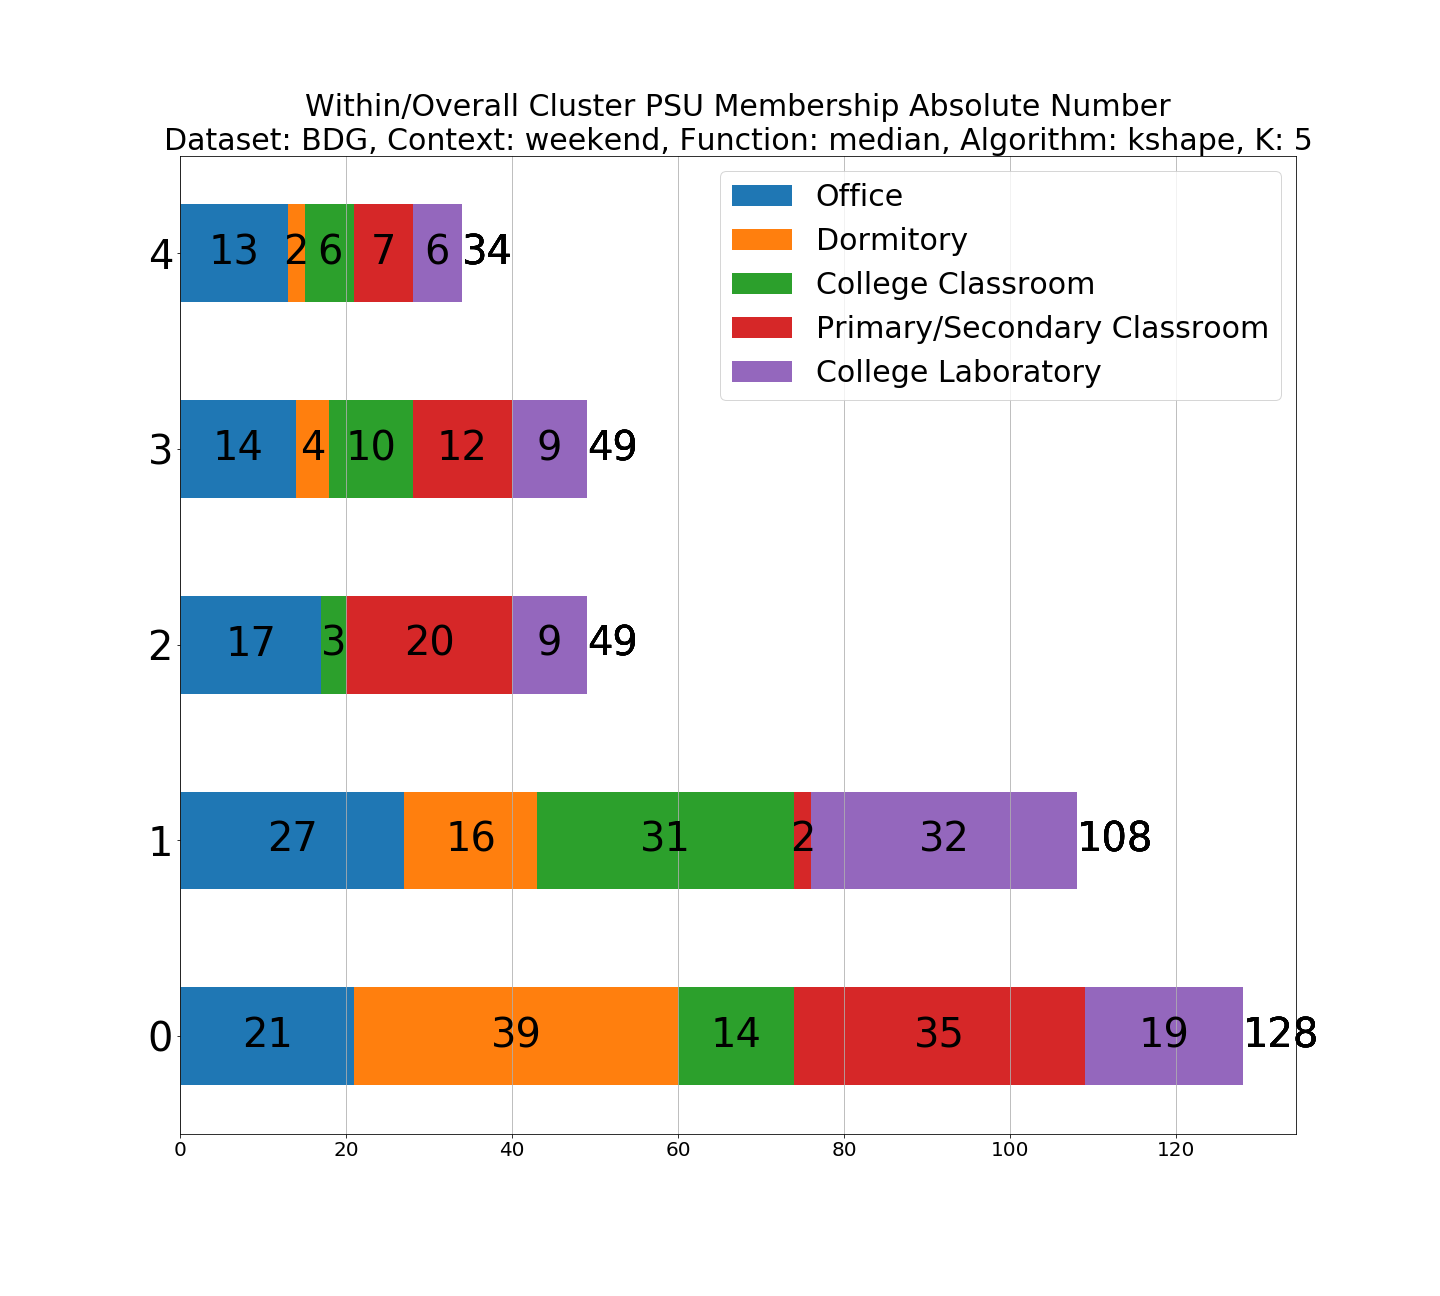 Within/Overall Cluster PSU Membership Absolute Number
Dataset: BDG, Context: weekend, Function: median, Algorithm: kshape, K: 5
Office
Dormitory
College Classroom
Primary/Secondary Classroom
College Laboratory
4 13 2 6 7 6 34
3 14 4 10 12 9 49
2 17 3 20 9 49
1 27 16 31 2 32 108
0 21 39 14 35 19 128
0 20 40 60 80 100 120